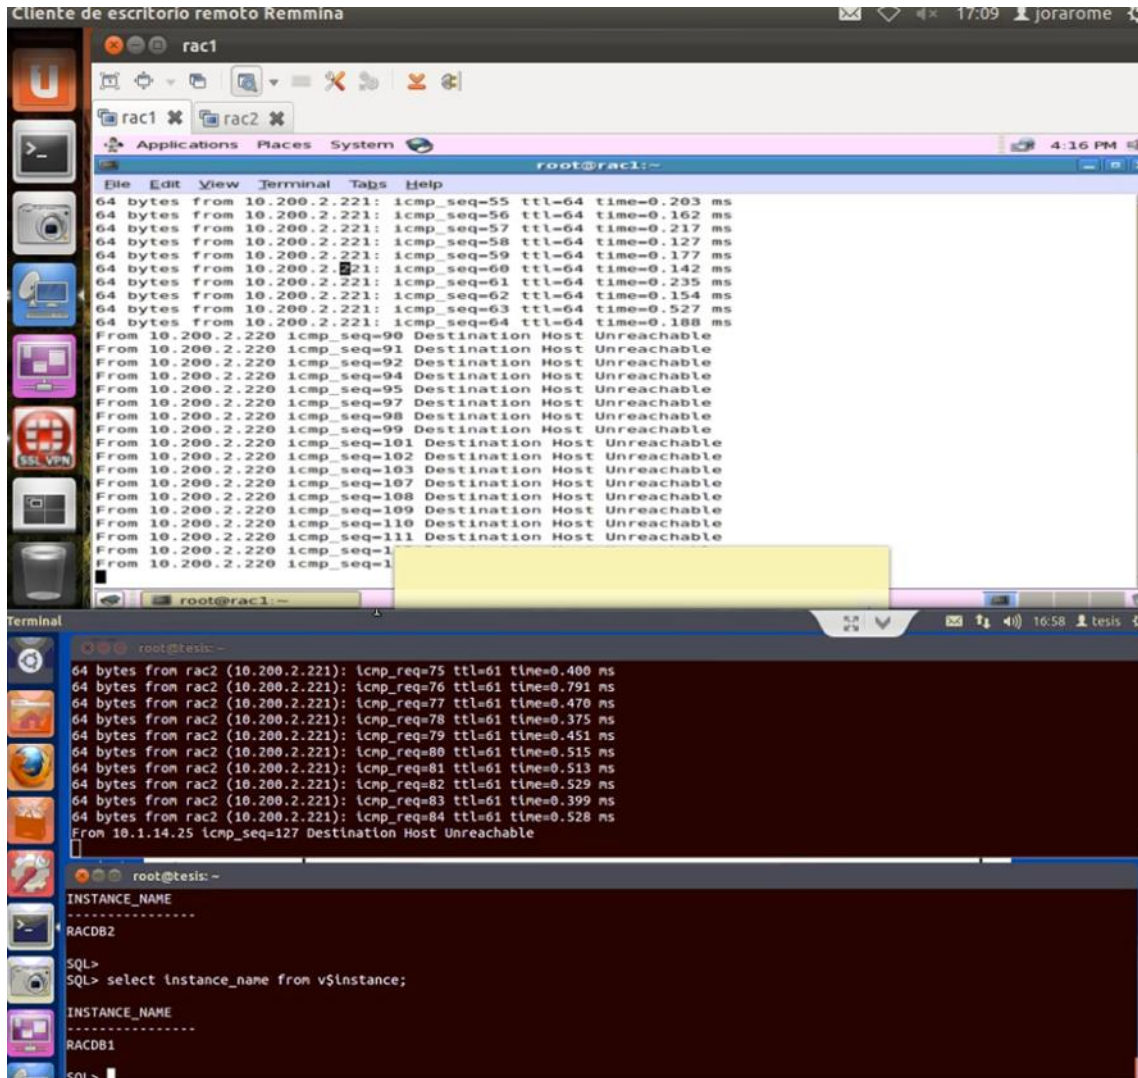 Cliente de escritorio remoto Remmina
17:09 jorarome
rac1
rac1 rac2
Applications Places System 4:16 PM
root@rac1:~
File Edit View Terminal Tabs Help
64 bytes from 10.200.2.221: icmp_seq=55 ttl=64 time=0.203 ms
64 bytes from 10.200.2.221: icmp_seq=56 ttl=64 time=0.162 ms
64 bytes from 10.200.2.221: icmp_seq=57 ttl=64 time=0.217 ms
64 bytes from 10.200.2.221: icmp_seq=58 ttl=64 time=0.127 ms
64 bytes from 10.200.2.221: icmp_seq=59 ttl=64 time=0.177 ms
64 bytes from 10.200.2.221: icmp_seq=60 ttl=64 time=0.142 ms
64 bytes from 10.200.2.221: icmp_seq=61 ttl=64 time=0.235 ms
64 bytes from 10.200.2.221: icmp_seq=62 ttl=64 time=0.154 ms
64 bytes from 10.200.2.221: icmp_seq=63 ttl=64 time=0.527 ms
64 bytes from 10.200.2.221: icmp_seq=64 ttl=64 time=0.188 ms
From 10.200.2.220 icmp_seq=90 Destination Host Unreachable
From 10.200.2.220 icmp_seq=91 Destination Host Unreachable
From 10.200.2.220 icmp_seq=92 Destination Host Unreachable
From 10.200.2.220 icmp_seq=94 Destination Host Unreachable
From 10.200.2.220 icmp_seq=95 Destination Host Unreachable
From 10.200.2.220 icmp_seq=97 Destination Host Unreachable
From 10.200.2.220 icmp_seq=98 Destination Host Unreachable
From 10.200.2.220 icmp_seq=99 Destination Host Unreachable
From 10.200.2.220 icmp_seq=101 Destination Host Unreachable
From 10.200.2.220 icmp_seq=102 Destination Host Unreachable
From 10.200.2.220 icmp_seq=103 Destination Host Unreachable
From 10.200.2.220 icmp_seq=107 Destination Host Unreachable
From 10.200.2.220 icmp_seq=108 Destination Host Unreachable
From 10.200.2.220 icmp_seq=109 Destination Host Unreachable
From 10.200.2.220 icmp_seq=110 Destination Host Unreachable
From 10.200.2.220 icmp_seq=111 Destination Host Unreachable
From 10.200.2.220 icmp_seq=1
From 10.200.2.220 icmp_seq=1
SSL VPN
root@rac1:~
Terminal 16:58 tesis
root@tesis: ~
64 bytes from rac2 (10.200.2.221): icmp_req=75 ttl=61 time=0.400 ms
64 bytes from rac2 (10.200.2.221): icmp_req=76 ttl=61 time=0.791 ms
64 bytes from rac2 (10.200.2.221): icmp_req=77 ttl=61 time=0.470 ms
64 bytes from rac2 (10.200.2.221): icmp_req=78 ttl=61 time=0.375 ms
64 bytes from rac2 (10.200.2.221): icmp_req=79 ttl=61 time=0.451 ms
64 bytes from rac2 (10.200.2.221): icmp_req=80 ttl=61 time=0.515 ms
64 bytes from rac2 (10.200.2.221): icmp_req=81 ttl=61 time=0.513 ms
64 bytes from rac2 (10.200.2.221): icmp_req=82 ttl=61 time=0.529 ms
64 bytes from rac2 (10.200.2.221): icmp_req=83 ttl=61 time=0.399 ms
64 bytes from rac2 (10.200.2.221): icmp_req=84 ttl=61 time=0.528 ms
From 10.1.14.25 icmp_seq=127 Destination Host Unreachable
root@tesis: ~
INSTANCE_NAME
----------------
RACDB2
SQL>
SQL> select instance_name from v$instance;
INSTANCE_NAME
----------------
RACDB1
SQL>